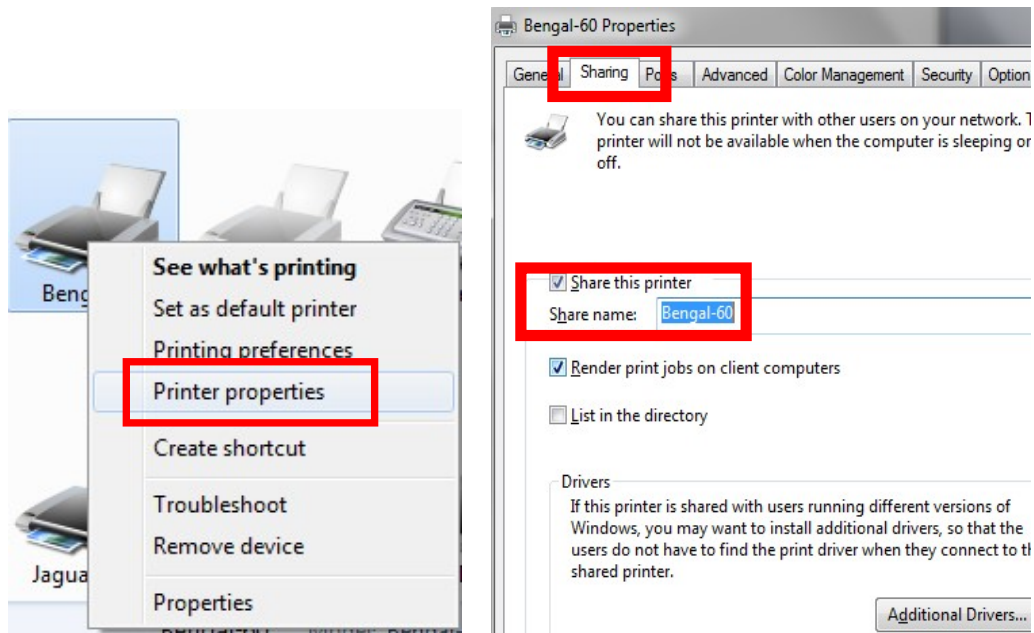 Beng
See what's printing
Set as default printer
Printing preferences
Printer properties
Create shortcut
Troubleshoot
Remove device
Properties
Jagua
Bengal-60 Properties
General Sharing Ports Advanced Color Management Security Option
You can share this printer with other users on your network. T
printer will not be available when the computer is sleeping or
off.
Share this printer
Share name: Bengal-60
Render print jobs on client computers
List in the directory
Drivers
If this printer is shared with users running different versions of
Windows, you may want to install additional drivers, so that the
users do not have to find the print driver when they connect to th
shared printer.
Additional Drivers...